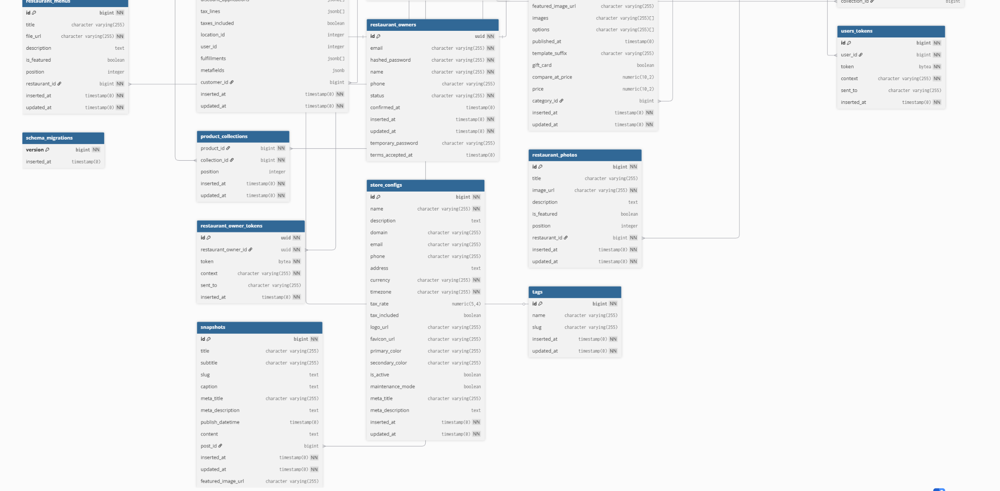 restaurant_menus
id bigint NN
title character varying(255)
file_url character varying(255) NN
description text
is_featured boolean
position integer
restaurant_id bigint NN
inserted_at timestamp(0) NN
updated_at timestamp(0) NN
schema_migrations
version bigint NN
inserted_at timestamp(0)
discount_applications jsonb[]
tax_lines jsonb[]
taxes_included boolean
location_id integer
user_id integer
fulfillments jsonb[]
metafields jsonb
customer_id bigint
inserted_at timestamp(0) NN
updated_at timestamp(0) NN
product_collections
product_id bigint NN
collection_id bigint NN
position integer
inserted_at timestamp(0) NN
updated_at timestamp(0) NN
restaurant_owner_tokens
id uuid NN
restaurant_owner_id uuid NN
token bytea NN
context character varying(255) NN
sent_to character varying(255)
inserted_at timestamp(0) NN
snapshots
id bigint NN
title character varying(255)
subtitle character varying(255)
slug text
caption text
meta_title character varying(255)
meta_description text
publish_datetime timestamp(0)
content text
post_id bigint
inserted_at timestamp(0) NN
updated_at timestamp(0) NN
featured_image_url character varying(255)
restaurant_owners
id uuid NN
email character varying(255) NN
hashed_password character varying(255) NN
name character varying(255) NN
phone character varying(255)
status character varying(255) NN
confirmed_at timestamp(0)
inserted_at timestamp(0) NN
updated_at timestamp(0) NN
temporary_password character varying(255)
terms_accepted_at timestamp(0)
store_configs
id bigint NN
name character varying(255) NN
description text
domain character varying(255)
email character varying(255)
phone character varying(255)
address text
currency character varying(255) NN
timezone character varying(255) NN
tax_rate numeric(5,4)
tax_included boolean
logo_url character varying(255)
favicon_url character varying(255)
primary_color character varying(255)
secondary_color character varying(255)
is_active boolean
maintenance_mode boolean
meta_title character varying(255)
meta_description text
inserted_at timestamp(0) NN
updated_at timestamp(0) NN
featured_image_url character varying(255)
images character varying(255)[]
options character varying(255)[]
published_at timestamp(0)
template_suffix character varying(255)
gift_card boolean
compare_at_price numeric(10,2)
price numeric(10,2)
category_id bigint
inserted_at timestamp(0) NN
updated_at timestamp(0) NN
restaurant_photos
id bigint NN
title character varying(255)
image_url character varying(255) NN
description text
is_featured boolean
position integer
restaurant_id bigint NN
inserted_at timestamp(0) NN
updated_at timestamp(0) NN
tags
id bigint NN
name character varying(255)
slug character varying(255)
inserted_at timestamp(0) NN
updated_at timestamp(0) NN
collection_id bigint
users_tokens
id bigint NN
user_id bigint NN
token bytea NN
context character varying(255) NN
sent_to character varying(255)
inserted_at timestamp(0) NN